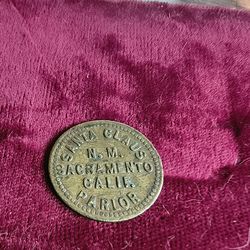 SANTA CLAUS
N. M.
SACRAMENTO
CALIF.
PARLOR